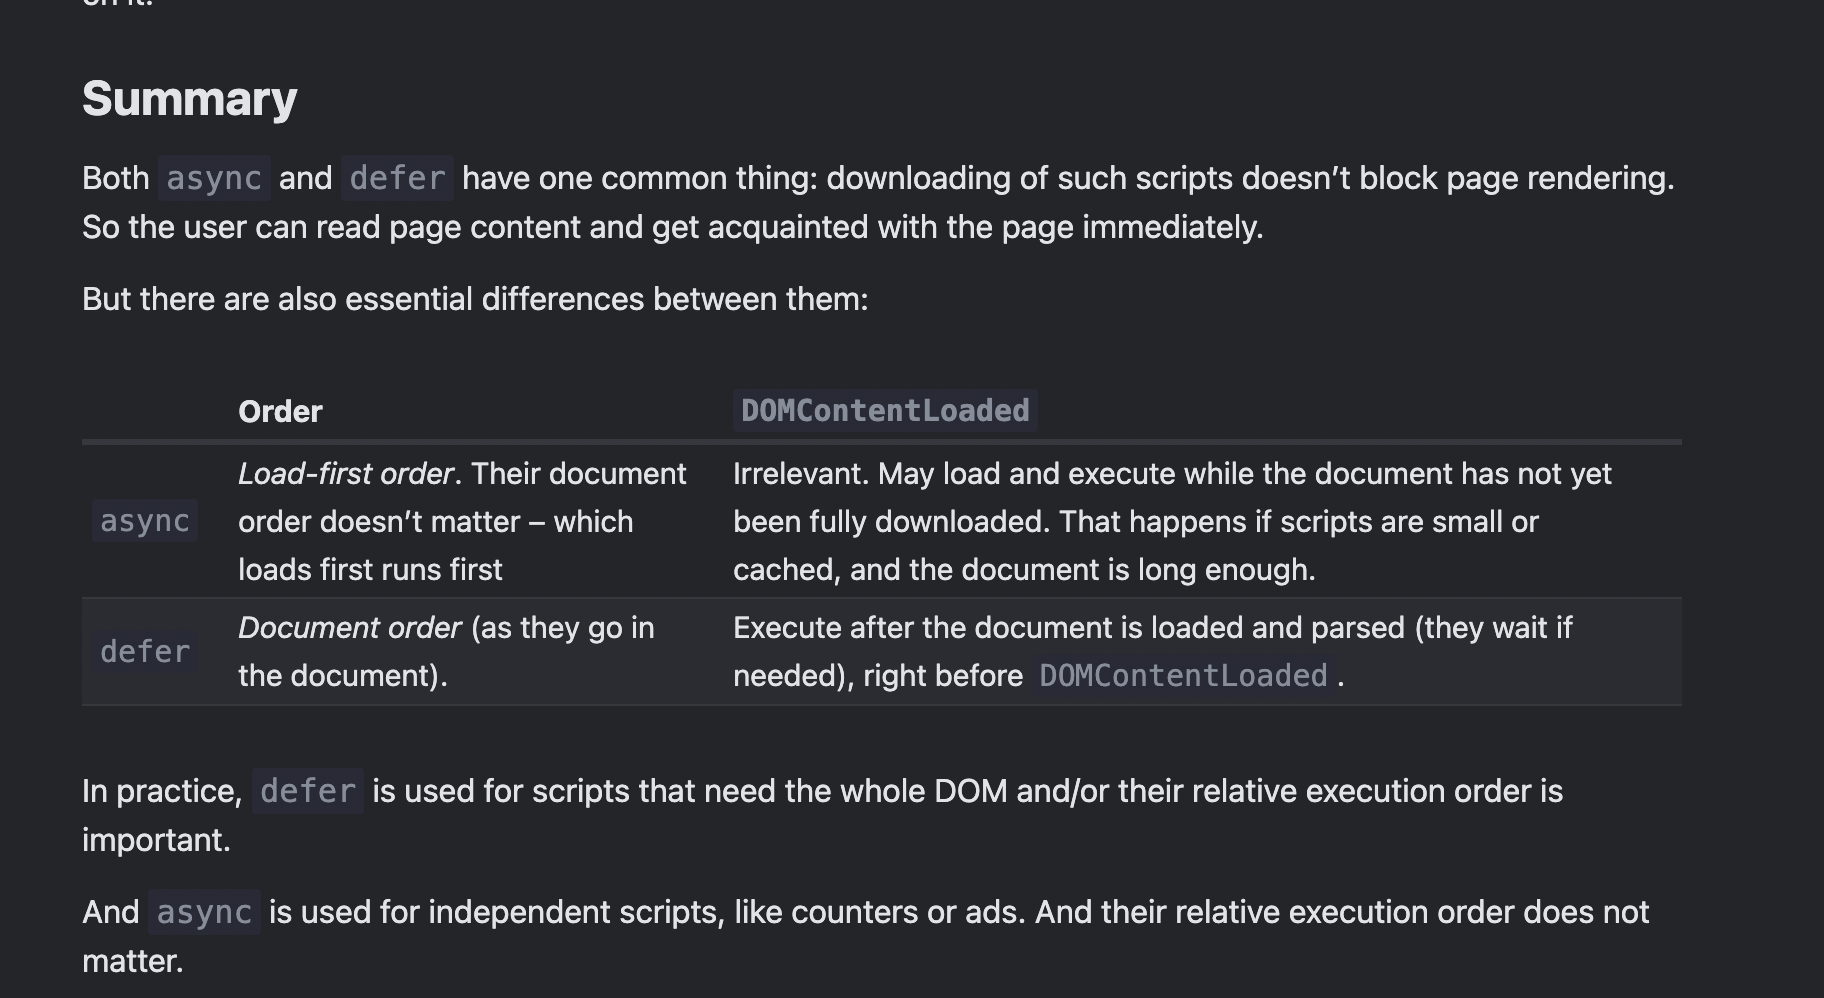 on it.
Summary
Both async and defer have one common thing: downloading of such scripts doesn’t block page rendering.
So the user can read page content and get acquainted with the page immediately.
But there are also essential differences between them:
Order DOMContentLoaded
async
Load-first order. Their document
order doesn’t matter – which
loads first runs first
Irrelevant. May load and execute while the document has not yet
been fully downloaded. That happens if scripts are small or
cached, and the document is long enough.
defer
Document order (as they go in
the document).
Execute after the document is loaded and parsed (they wait if
needed), right before DOMContentLoaded.
In practice, defer is used for scripts that need the whole DOM and/or their relative execution order is
important.
And async is used for independent scripts, like counters or ads. And their relative execution order does not
matter.